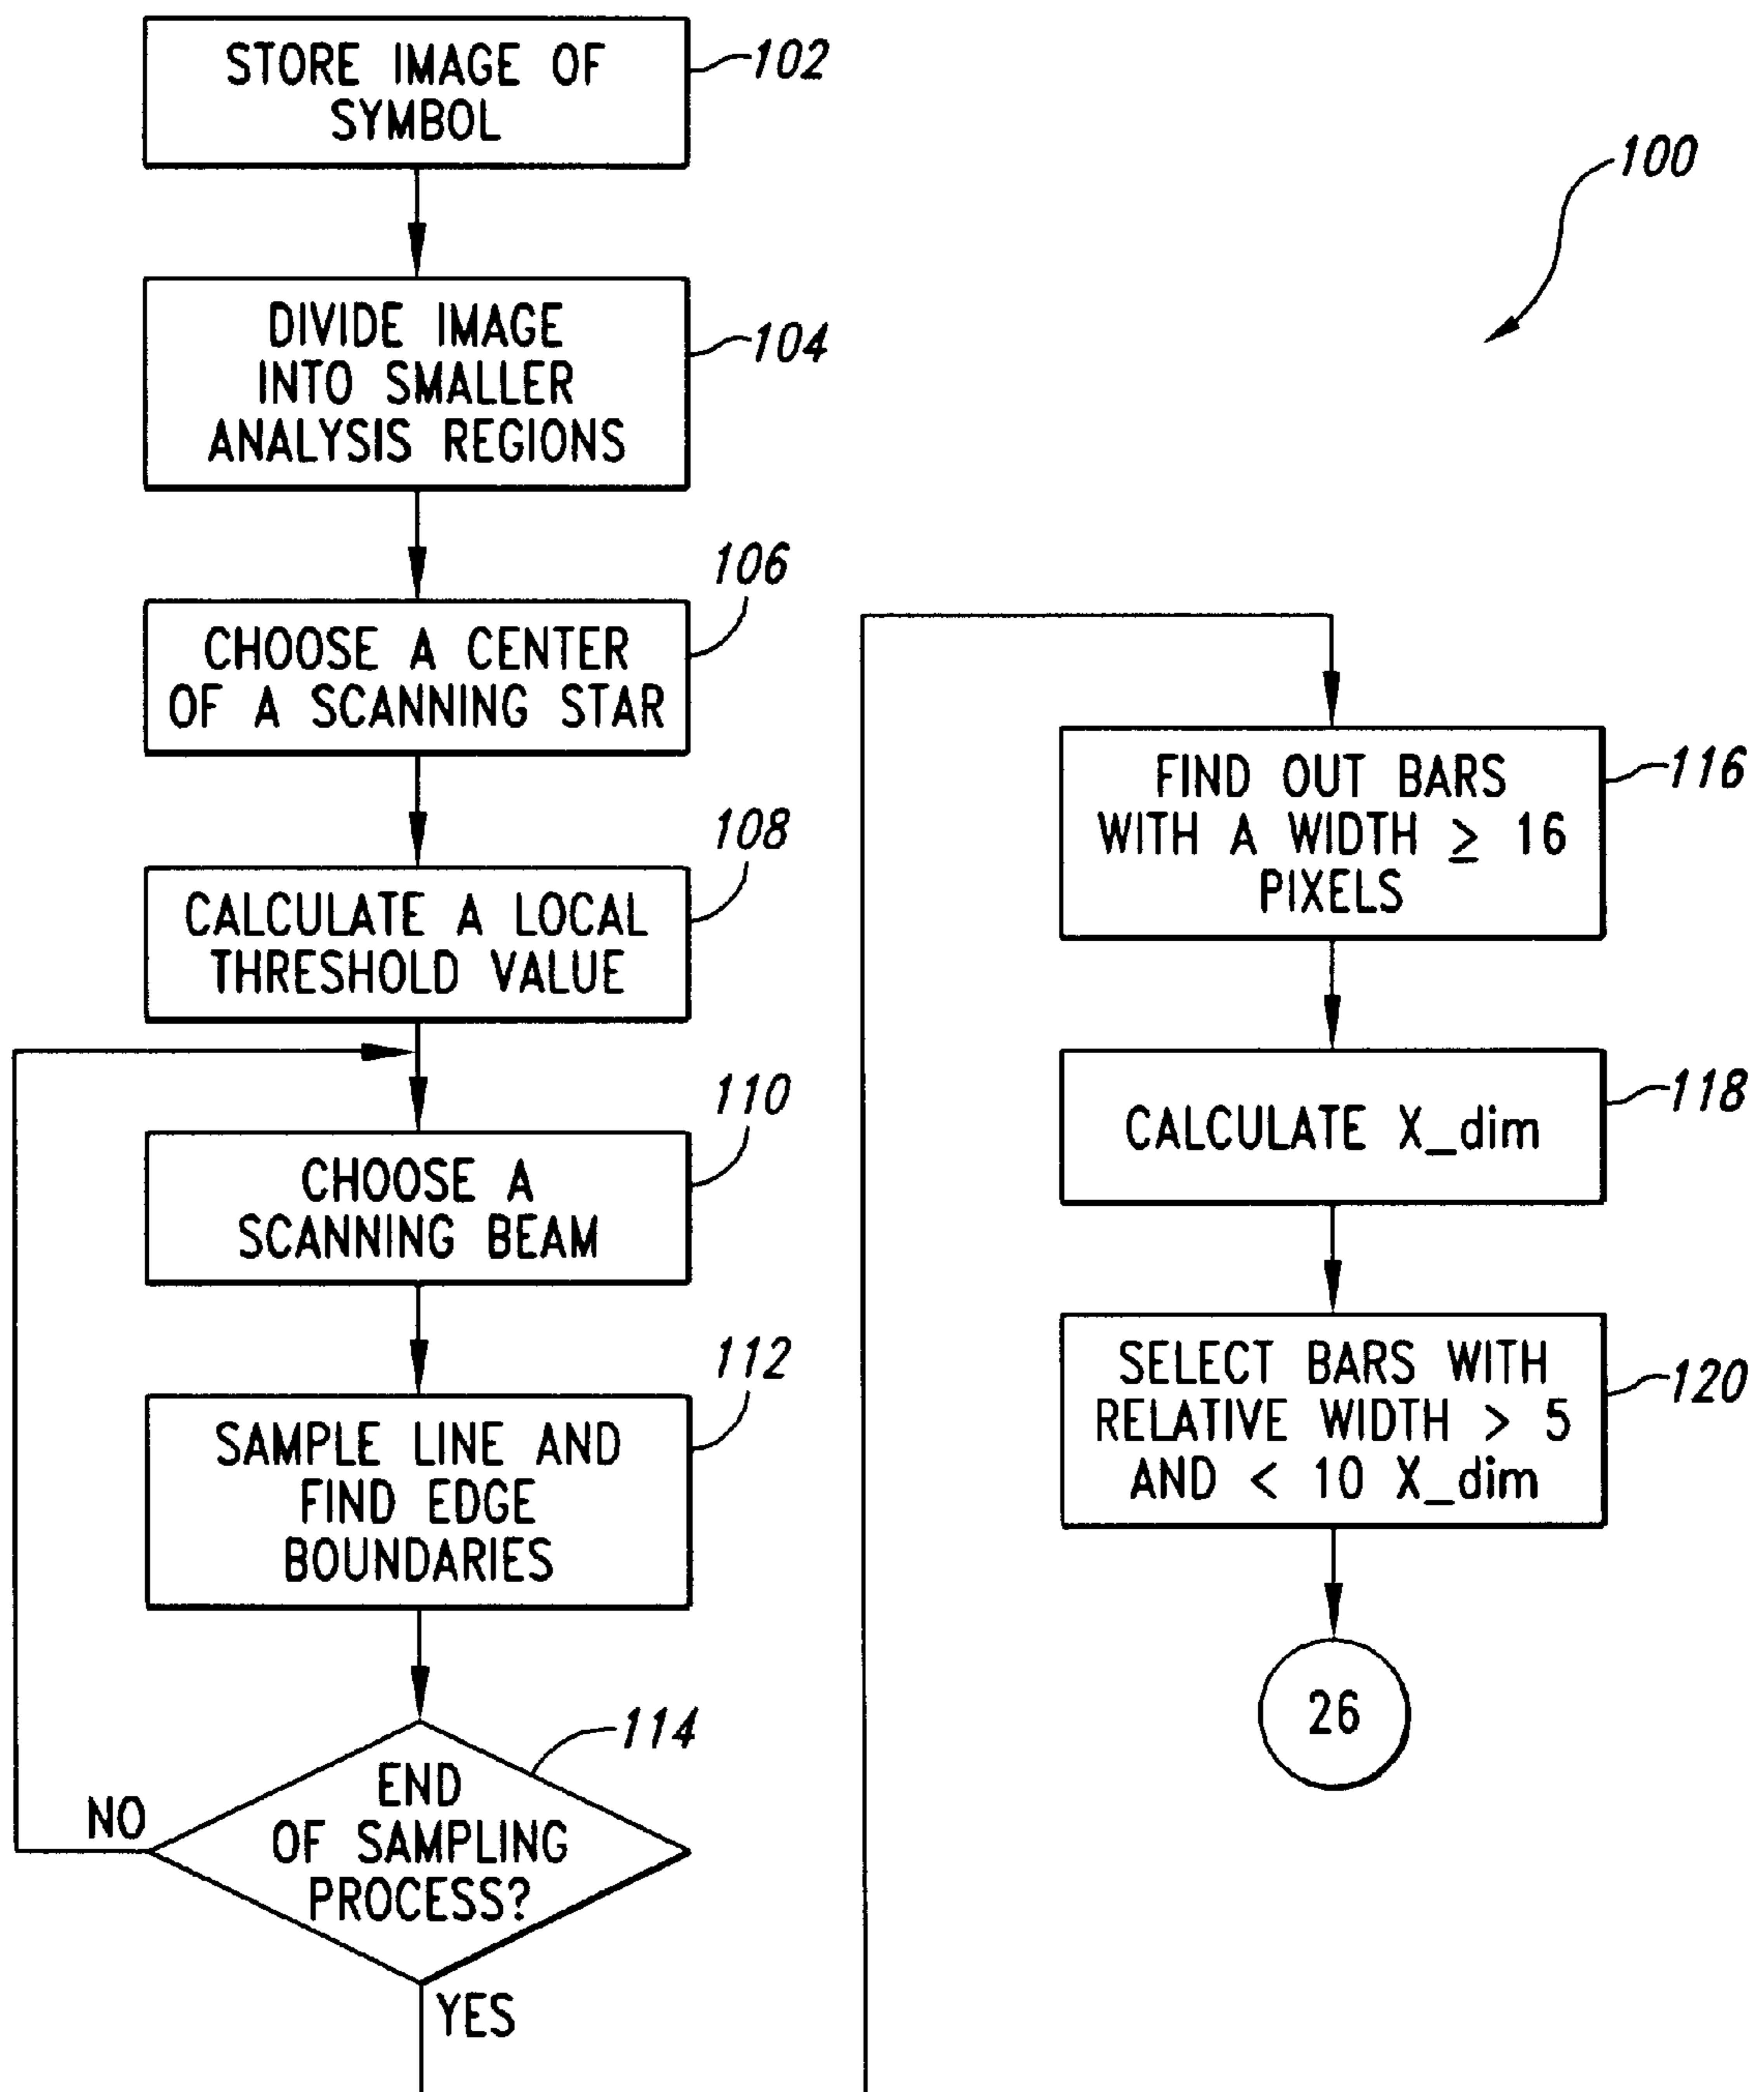 STORE IMAGE OF
SYMBOL
102
100
DIVIDE IMAGE
INTO SMALLER
ANALYSIS REGIONS
104
CHOOSE A CENTER
OF A SCANNING STAR
106
CALCULATE A LOCAL
THRESHOLD VALUE
108
CHOOSE A
SCANNING BEAM
110
SAMPLE LINE AND
FIND EDGE
BOUNDARIES
112
END
OF SAMPLING
PROCESS?
114
NO
YES
FIND OUT BARS
WITH A WIDTH ≥ 16
PIXELS
116
CALCULATE X_dim
118
SELECT BARS WITH
RELATIVE WIDTH > 5
AND < 10 X_dim
120
26